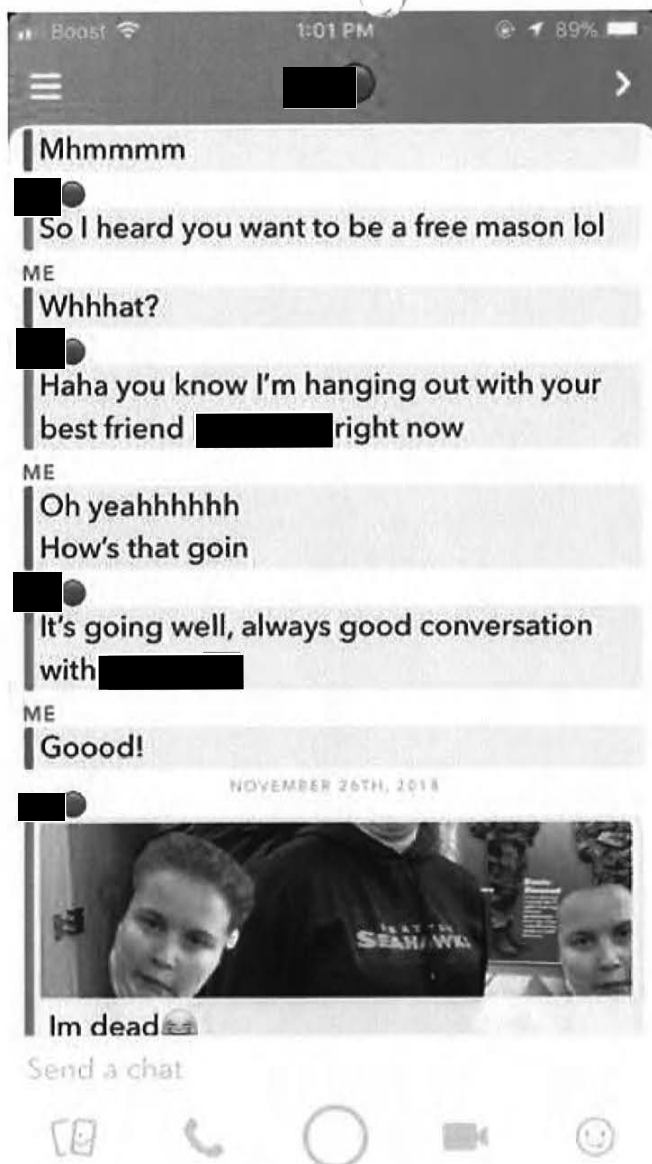 Boost 1:01 PM 89%
Mhmmmm
So I heard you want to be a free mason lol
ME
Whhhat?
Haha you know I'm hanging out with your
best friend right now
ME
Oh yeahhhhhh
How's that goin
It's going well, always good conversation
with
ME
Goood!
NOVEMBER 26TH, 2018
SEATTLE
SEAHAWKS
Im dead😂
Send a chat